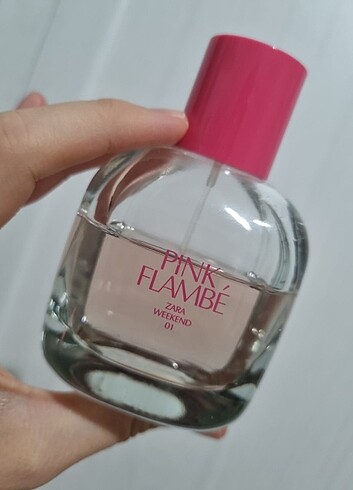 PINK
FLAMBÉ
ZARA
WEEKEND
01